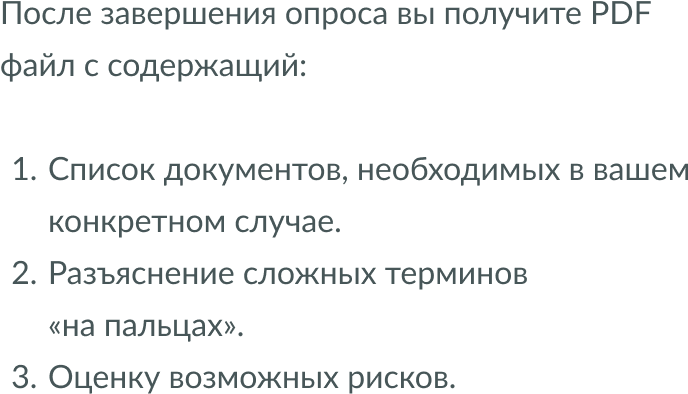 После завершения опроса вы получите PDF
файл с содержащий:
1. Список документов, необходимых в вашем
конкретном случае.
2. Разъяснение сложных терминов
«на пальцах».
3. Оценку возможных рисков.